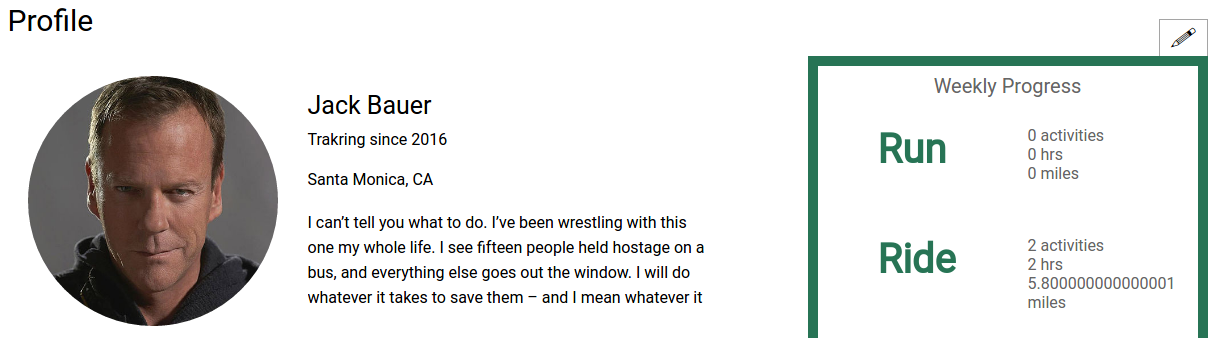 Profile
Jack Bauer
Trakring since 2016
Santa Monica, CA
I can’t tell you what to do. I’ve been wrestling with this
one my whole life. I see fifteen people held hostage on a
bus, and everything else goes out the window. I will do
whatever it takes to save them – and I mean whatever it
Weekly Progress
Run
0 activities
0 hrs
0 miles
Ride
2 activities
2 hrs
5.800000000000001
miles